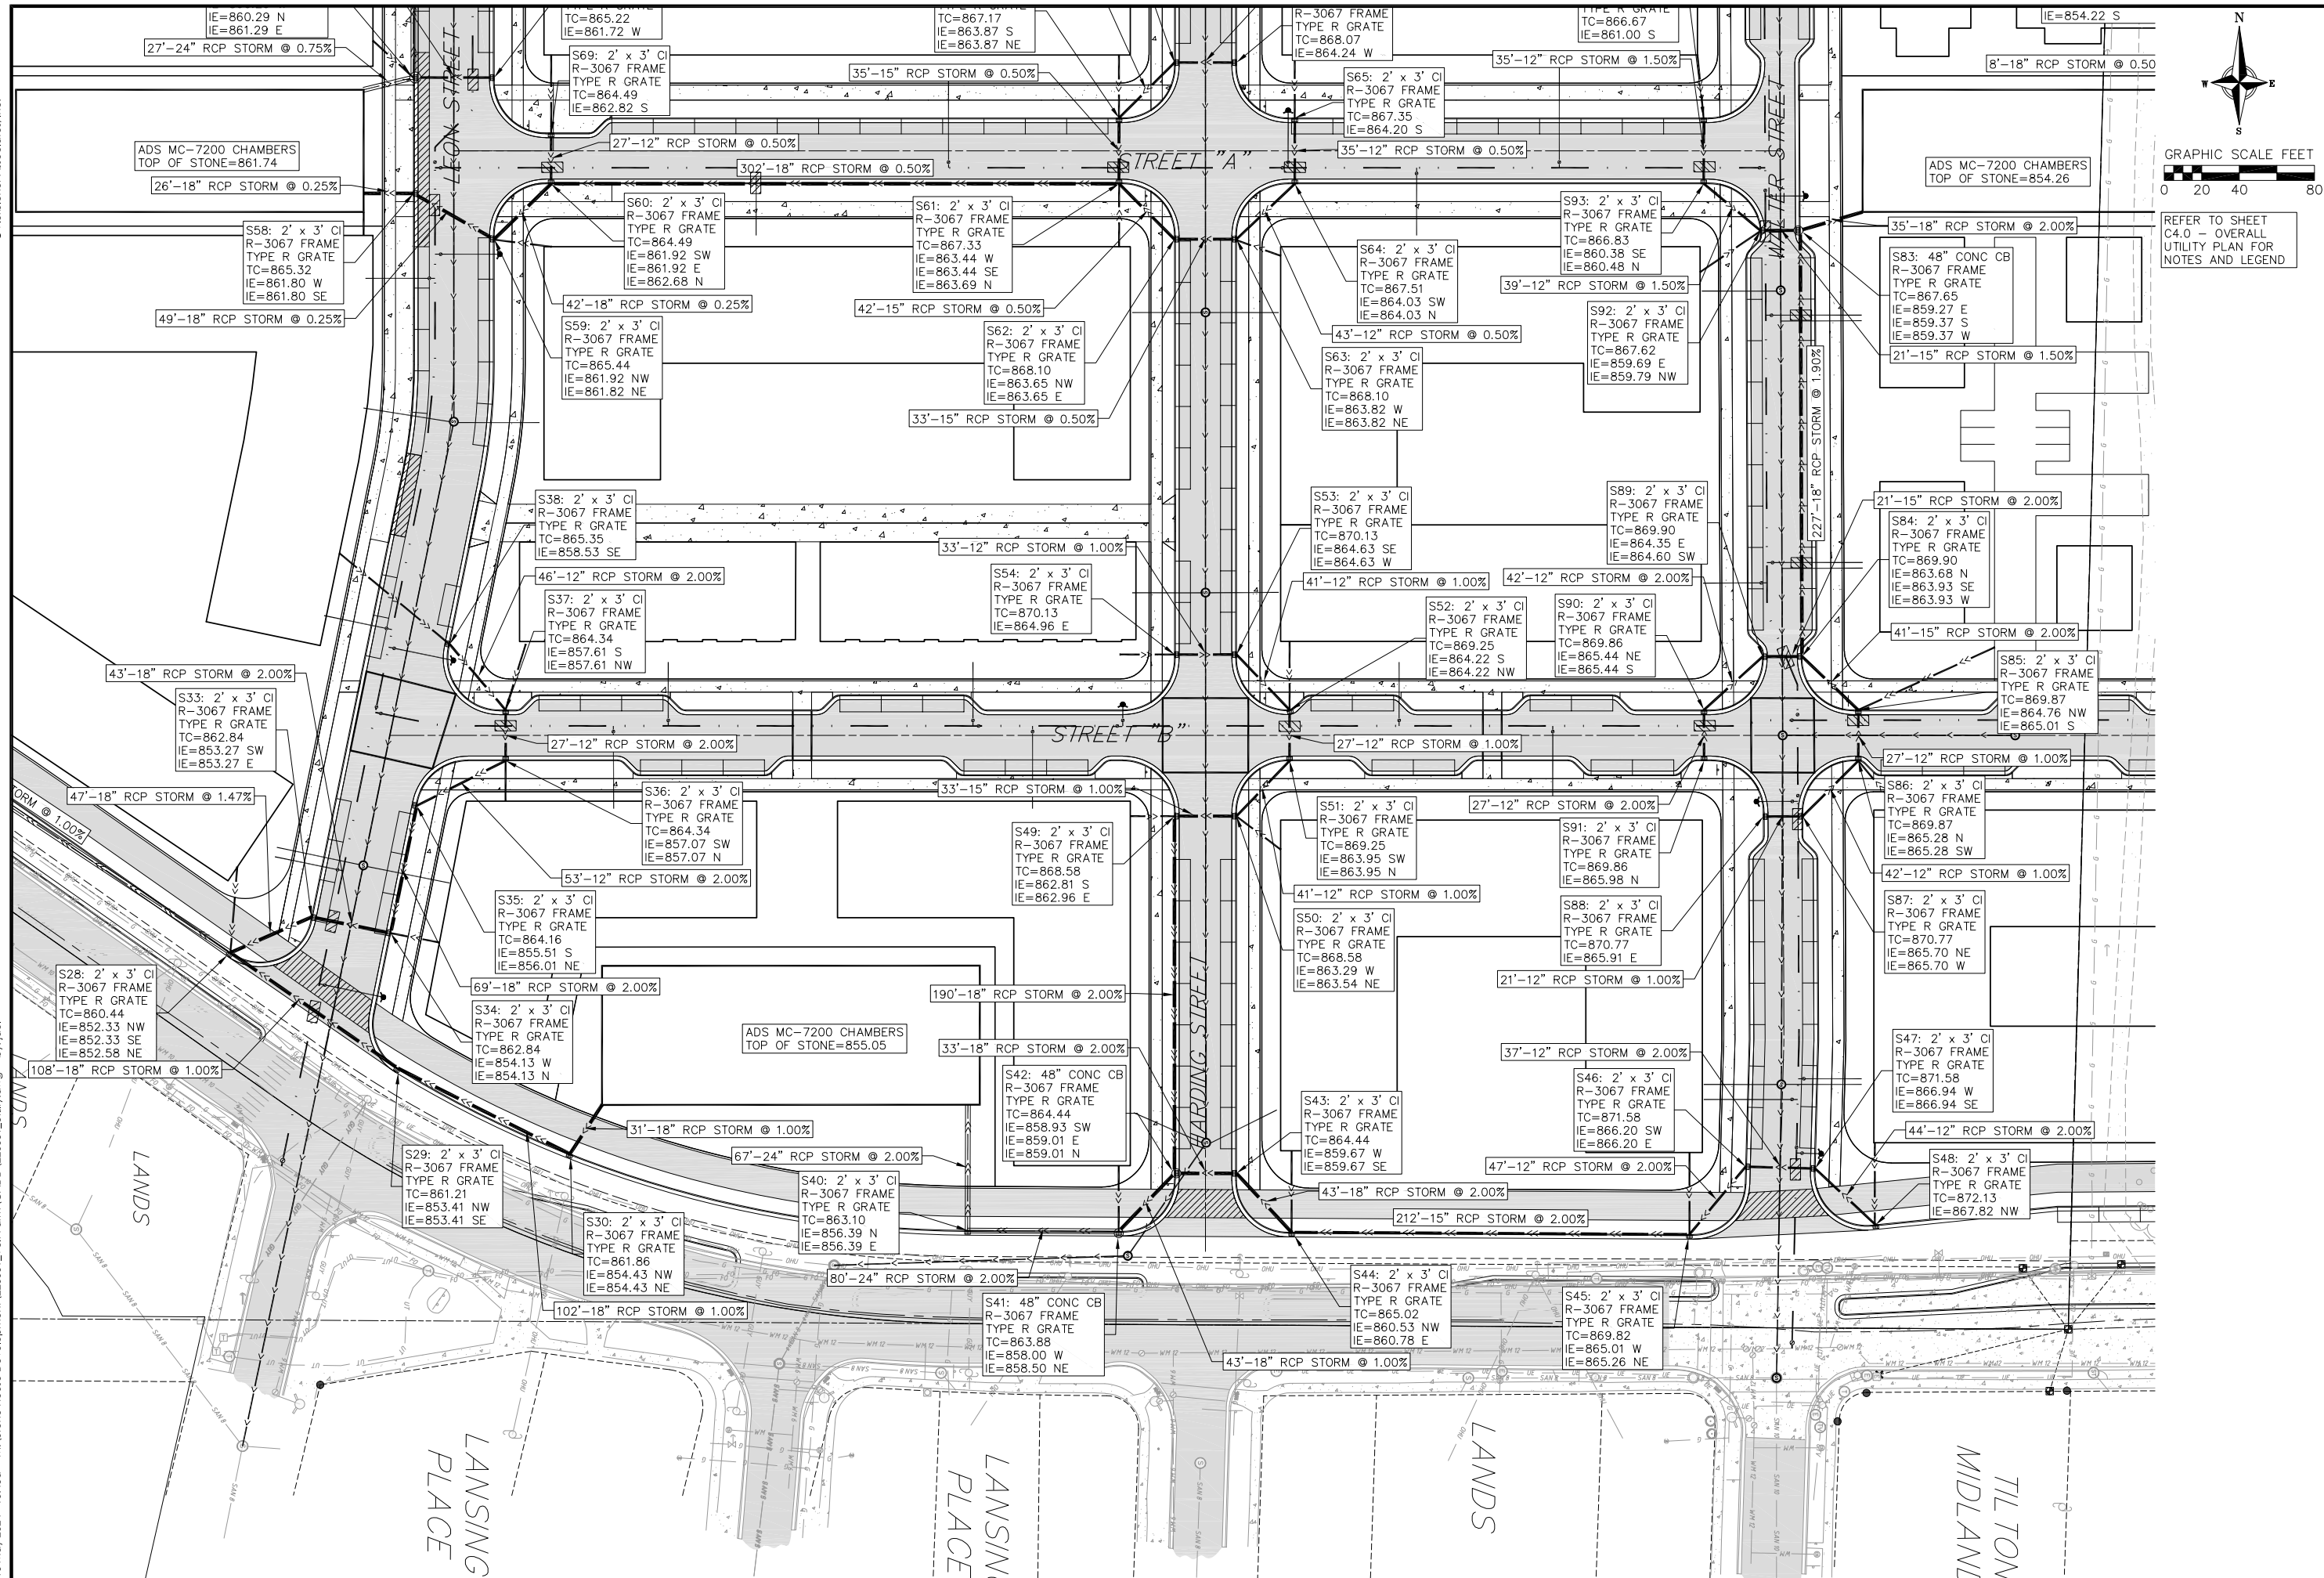 IE=860.29 N
IE=861.29 E
27'-24" RCP STORM @ 0.75%
TC=865.22
IE=861.72 W
TC=867.17
IE=863.87 S
IE=863.87 NE
R-3067 FRAME
TYPE R GRATE
TC=868.07
IE=864.24 W
TYPE R GRATE
TC=866.67
IE=861.00 S
IE=854.22 S
8'-18" RCP STORM @ 0.50
N
W
E
S
GRAPHIC SCALE FEET
0 20 40 80
REFER TO SHEET
C4.0 – OVERALL
UTILITY PLAN FOR
NOTES AND LEGEND
LEON STREET
S69: 2' x 3' CI
R-3067 FRAME
TYPE R GRATE
TC=864.49
IE=862.82 S
35'-15" RCP STORM @ 0.50%
S65: 2' x 3' CI
R-3067 FRAME
TYPE R GRATE
TC=867.35
IE=864.20 S
35'-12" RCP STORM @ 1.50%
ADS MC-7200 CHAMBERS
TOP OF STONE=861.74
27'-12" RCP STORM @ 0.50%
302'-18" RCP STORM @ 0.50%
STREET "A"
35'-12" RCP STORM @ 0.50%
ADS MC-7200 CHAMBERS
TOP OF STONE=854.26
26'-18" RCP STORM @ 0.25%
S58: 2' x 3' CI
R-3067 FRAME
TYPE R GRATE
TC=865.32
IE=861.80 W
IE=861.80 SE
49'-18" RCP STORM @ 0.25%
S60: 2' x 3' CI
R-3067 FRAME
TYPE R GRATE
TC=864.49
IE=861.92 SW
IE=861.92 E
IE=862.68 N
42'-18" RCP STORM @ 0.25%
S59: 2' x 3' CI
R-3067 FRAME
TYPE R GRATE
TC=865.44
IE=861.92 NW
IE=861.82 NE
S61: 2' x 3' CI
R-3067 FRAME
TYPE R GRATE
TC=867.33
IE=863.44 W
IE=863.44 SE
IE=863.69 N
42'-15" RCP STORM @ 0.50%
S62: 2' x 3' CI
R-3067 FRAME
TYPE R GRATE
TC=868.10
IE=863.65 NW
IE=863.65 E
33'-15" RCP STORM @ 0.50%
S64: 2' x 3' CI
R-3067 FRAME
TYPE R GRATE
TC=867.51
IE=864.03 SW
IE=864.03 N
43'-12" RCP STORM @ 0.50%
S63: 2' x 3' CI
R-3067 FRAME
TYPE R GRATE
TC=868.10
IE=863.82 W
IE=863.82 NE
S93: 2' x 3' CI
R-3067 FRAME
TYPE R GRATE
TC=866.83
IE=860.38 SE
IE=860.48 N
39'-12" RCP STORM @ 1.50%
S92: 2' x 3' CI
R-3067 FRAME
TYPE R GRATE
TC=867.62
IE=859.69 E
IE=859.79 NW
35'-18" RCP STORM @ 2.00%
S83: 48" CONC CB
R-3067 FRAME
TYPE R GRATE
TC=867.65
IE=859.27 E
IE=859.37 S
IE=859.37 W
21'-15" RCP STORM @ 1.50%
227'-18" RCP STORM @ 1.90%
S38: 2' x 3' CI
R-3067 FRAME
TYPE R GRATE
TC=865.35
IE=858.53 SE
46'-12" RCP STORM @ 2.00%
S37: 2' x 3' CI
R-3067 FRAME
TYPE R GRATE
TC=864.34
IE=857.61 S
IE=857.61 NW
33'-12" RCP STORM @ 1.00%
S54: 2' x 3' CI
R-3067 FRAME
TYPE R GRATE
TC=870.13
IE=864.96 E
S53: 2' x 3' CI
R-3067 FRAME
TYPE R GRATE
TC=870.13
IE=864.63 SE
IE=864.63 W
41'-12" RCP STORM @ 1.00%
S52: 2' x 3' CI
R-3067 FRAME
TYPE R GRATE
TC=869.25
IE=864.22 S
IE=864.22 NW
S89: 2' x 3' CI
R-3067 FRAME
TYPE R GRATE
TC=869.90
IE=864.35 E
IE=864.60 SW
42'-12" RCP STORM @ 2.00%
S90: 2' x 3' CI
R-3067 FRAME
TYPE R GRATE
TC=869.86
IE=865.44 NE
IE=865.44 S
21'-15" RCP STORM @ 2.00%
S84: 2' x 3' CI
R-3067 FRAME
TYPE R GRATE
TC=869.90
IE=863.68 N
IE=863.93 SE
IE=863.93 W
41'-15" RCP STORM @ 2.00%
S85: 2' x 3' CI
R-3067 FRAME
TYPE R GRATE
TC=869.87
IE=864.76 NW
IE=865.01 S
43'-18" RCP STORM @ 2.00%
S33: 2' x 3' CI
R-3067 FRAME
TYPE R GRATE
TC=862.84
IE=853.27 SW
IE=853.27 E
47'-18" RCP STORM @ 1.47%
STORM @ 1.00%
27'-12" RCP STORM @ 2.00%
STREET "B"
27'-12" RCP STORM @ 1.00%
27'-12" RCP STORM @ 1.00%
S36: 2' x 3' CI
R-3067 FRAME
TYPE R GRATE
TC=864.34
IE=857.07 SW
IE=857.07 N
53'-12" RCP STORM @ 2.00%
33'-15" RCP STORM @ 1.00%
S49: 2' x 3' CI
R-3067 FRAME
TYPE R GRATE
TC=868.58
IE=862.81 S
IE=862.96 E
S51: 2' x 3' CI
R-3067 FRAME
TYPE R GRATE
TC=869.25
IE=863.95 SW
IE=863.95 N
41'-12" RCP STORM @ 1.00%
27'-12" RCP STORM @ 2.00%
S91: 2' x 3' CI
R-3067 FRAME
TYPE R GRATE
TC=869.86
IE=865.98 N
S86: 2' x 3' CI
R-3067 FRAME
TYPE R GRATE
TC=869.87
IE=865.28 N
IE=865.28 SW
42'-12" RCP STORM @ 1.00%
S35: 2' x 3' CI
R-3067 FRAME
TYPE R GRATE
TC=864.16
IE=855.51 S
IE=856.01 NE
69'-18" RCP STORM @ 2.00%
S50: 2' x 3' CI
R-3067 FRAME
TYPE R GRATE
TC=868.58
IE=863.29 W
IE=863.54 NE
S88: 2' x 3' CI
R-3067 FRAME
TYPE R GRATE
TC=870.77
IE=865.91 E
21'-12" RCP STORM @ 1.00%
S87: 2' x 3' CI
R-3067 FRAME
TYPE R GRATE
TC=870.77
IE=865.70 NE
IE=865.70 W
S28: 2' x 3' CI
R-3067 FRAME
TYPE R GRATE
TC=860.44
IE=852.33 NW
IE=852.33 SE
IE=852.58 NE
108'-18" RCP STORM @ 1.00%
S34: 2' x 3' CI
R-3067 FRAME
TYPE R GRATE
TC=862.84
IE=854.13 W
IE=854.13 N
190'-18" RCP STORM @ 2.00%
ADS MC-7200 CHAMBERS
TOP OF STONE=855.05
33'-18" RCP STORM @ 2.00%
HARDING STREET
S42: 48" CONC CB
R-3067 FRAME
TYPE R GRATE
TC=864.44
IE=858.93 SW
IE=859.01 E
IE=859.01 N
S43: 2' x 3' CI
R-3067 FRAME
TYPE R GRATE
TC=864.44
IE=859.67 W
IE=859.67 SE
37'-12" RCP STORM @ 2.00%
S46: 2' x 3' CI
R-3067 FRAME
TYPE R GRATE
TC=871.58
IE=866.20 SW
IE=866.20 E
47'-12" RCP STORM @ 2.00%
S47: 2' x 3' CI
R-3067 FRAME
TYPE R GRATE
TC=871.58
IE=866.94 W
IE=866.94 SE
44'-12" RCP STORM @ 2.00%
S48: 2' x 3' CI
R-3067 FRAME
TYPE R GRATE
TC=872.13
IE=867.82 NW
31'-18" RCP STORM @ 1.00%
67'-24" RCP STORM @ 2.00%
S29: 2' x 3' CI
R-3067 FRAME
TYPE R GRATE
TC=861.21
IE=853.41 NW
IE=853.41 SE
S30: 2' x 3' CI
R-3067 FRAME
TYPE R GRATE
TC=861.86
IE=854.43 NW
IE=854.43 NE
102'-18" RCP STORM @ 1.00%
S40: 2' x 3' CI
R-3067 FRAME
TYPE R GRATE
TC=863.10
IE=856.39 N
IE=856.39 E
80'-24" RCP STORM @ 2.00%
S41: 48" CONC CB
R-3067 FRAME
TYPE R GRATE
TC=863.88
IE=858.00 W
IE=858.50 NE
43'-18" RCP STORM @ 2.00%
212'-15" RCP STORM @ 2.00%
S44: 2' x 3' CI
R-3067 FRAME
TYPE R GRATE
TC=865.02
IE=860.53 NW
IE=860.78 E
43'-18" RCP STORM @ 1.00%
S45: 2' x 3' CI
R-3067 FRAME
TYPE R GRATE
TC=869.82
IE=865.01 W
IE=865.26 NE
LANDS
LANSING
PLACE
LANSING
PLACE
LANDS
TILTON